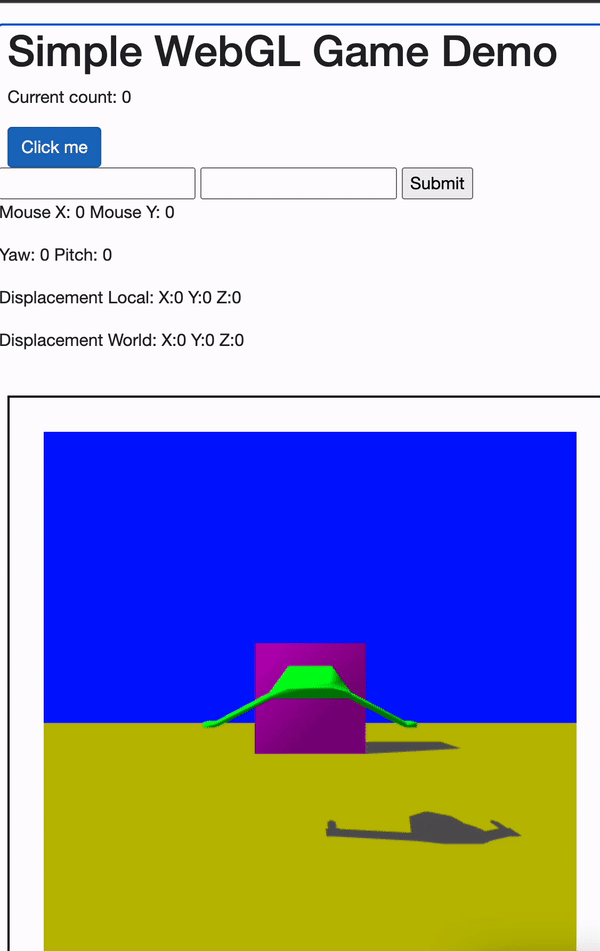 Simple WebGL Game Demo
Current count: 0
Click me
Submit
Mouse X: 0 Mouse Y: 0
Yaw: 0 Pitch: 0
Displacement Local: X:0 Y:0 Z:0
Displacement World: X:0 Y:0 Z:0